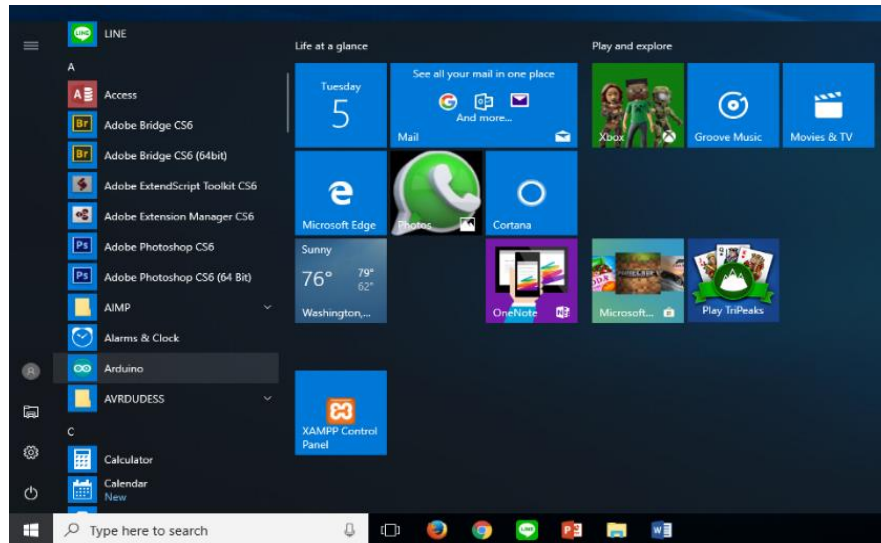 LINE
A
Access
Adobe Bridge CS6
Adobe Bridge CS6 (64bit)
Adobe ExtendScript Toolkit CS6
Adobe Extension Manager CS6
Adobe Photoshop CS6
Adobe Photoshop CS6 (64 Bit)
AIMP
Alarms & Clock
Arduino
AVRDUDESS
C
Calculator
Calendar
New
Life at a glance
Tuesday
5
See all your mail in one place
And more...
Mail
Microsoft Edge
Photos
Cortana
Sunny
76°
79°
62°
Washington,...
OneNote
XAMPP Control
Panel
Play and explore
Xbox
Groove Music
Movies & TV
Microsoft...
Play TriPeaks
Type here to search